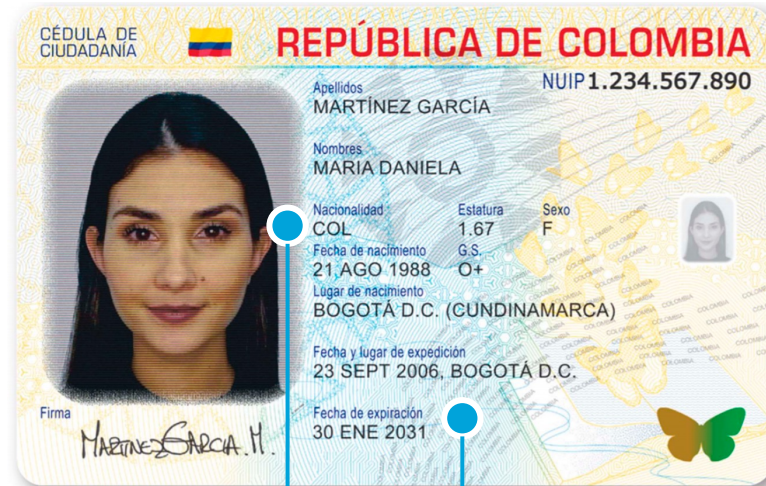 CÉDULA DE
CIUDADANÍA
REPÚBLICA DE COLOMBIA
NUIP 1.234.567.890
Apellidos
MARTÍNEZ GARCÍA
Nombres
MARIA DANIELA
Nacionalidad Estatura Sexo
COL 1.67 F
Fecha de nacimiento G.S.
21 AGO 1988 O+
Lugar de nacimiento
BOGOTÁ D.C. (CUNDINAMARCA)
Fecha y lugar de expedición
23 SEPT 2006, BOGOTÁ D.C.
Fecha de expiración
30 ENE 2031
Firma
MARTINEZ GARCIA. M.